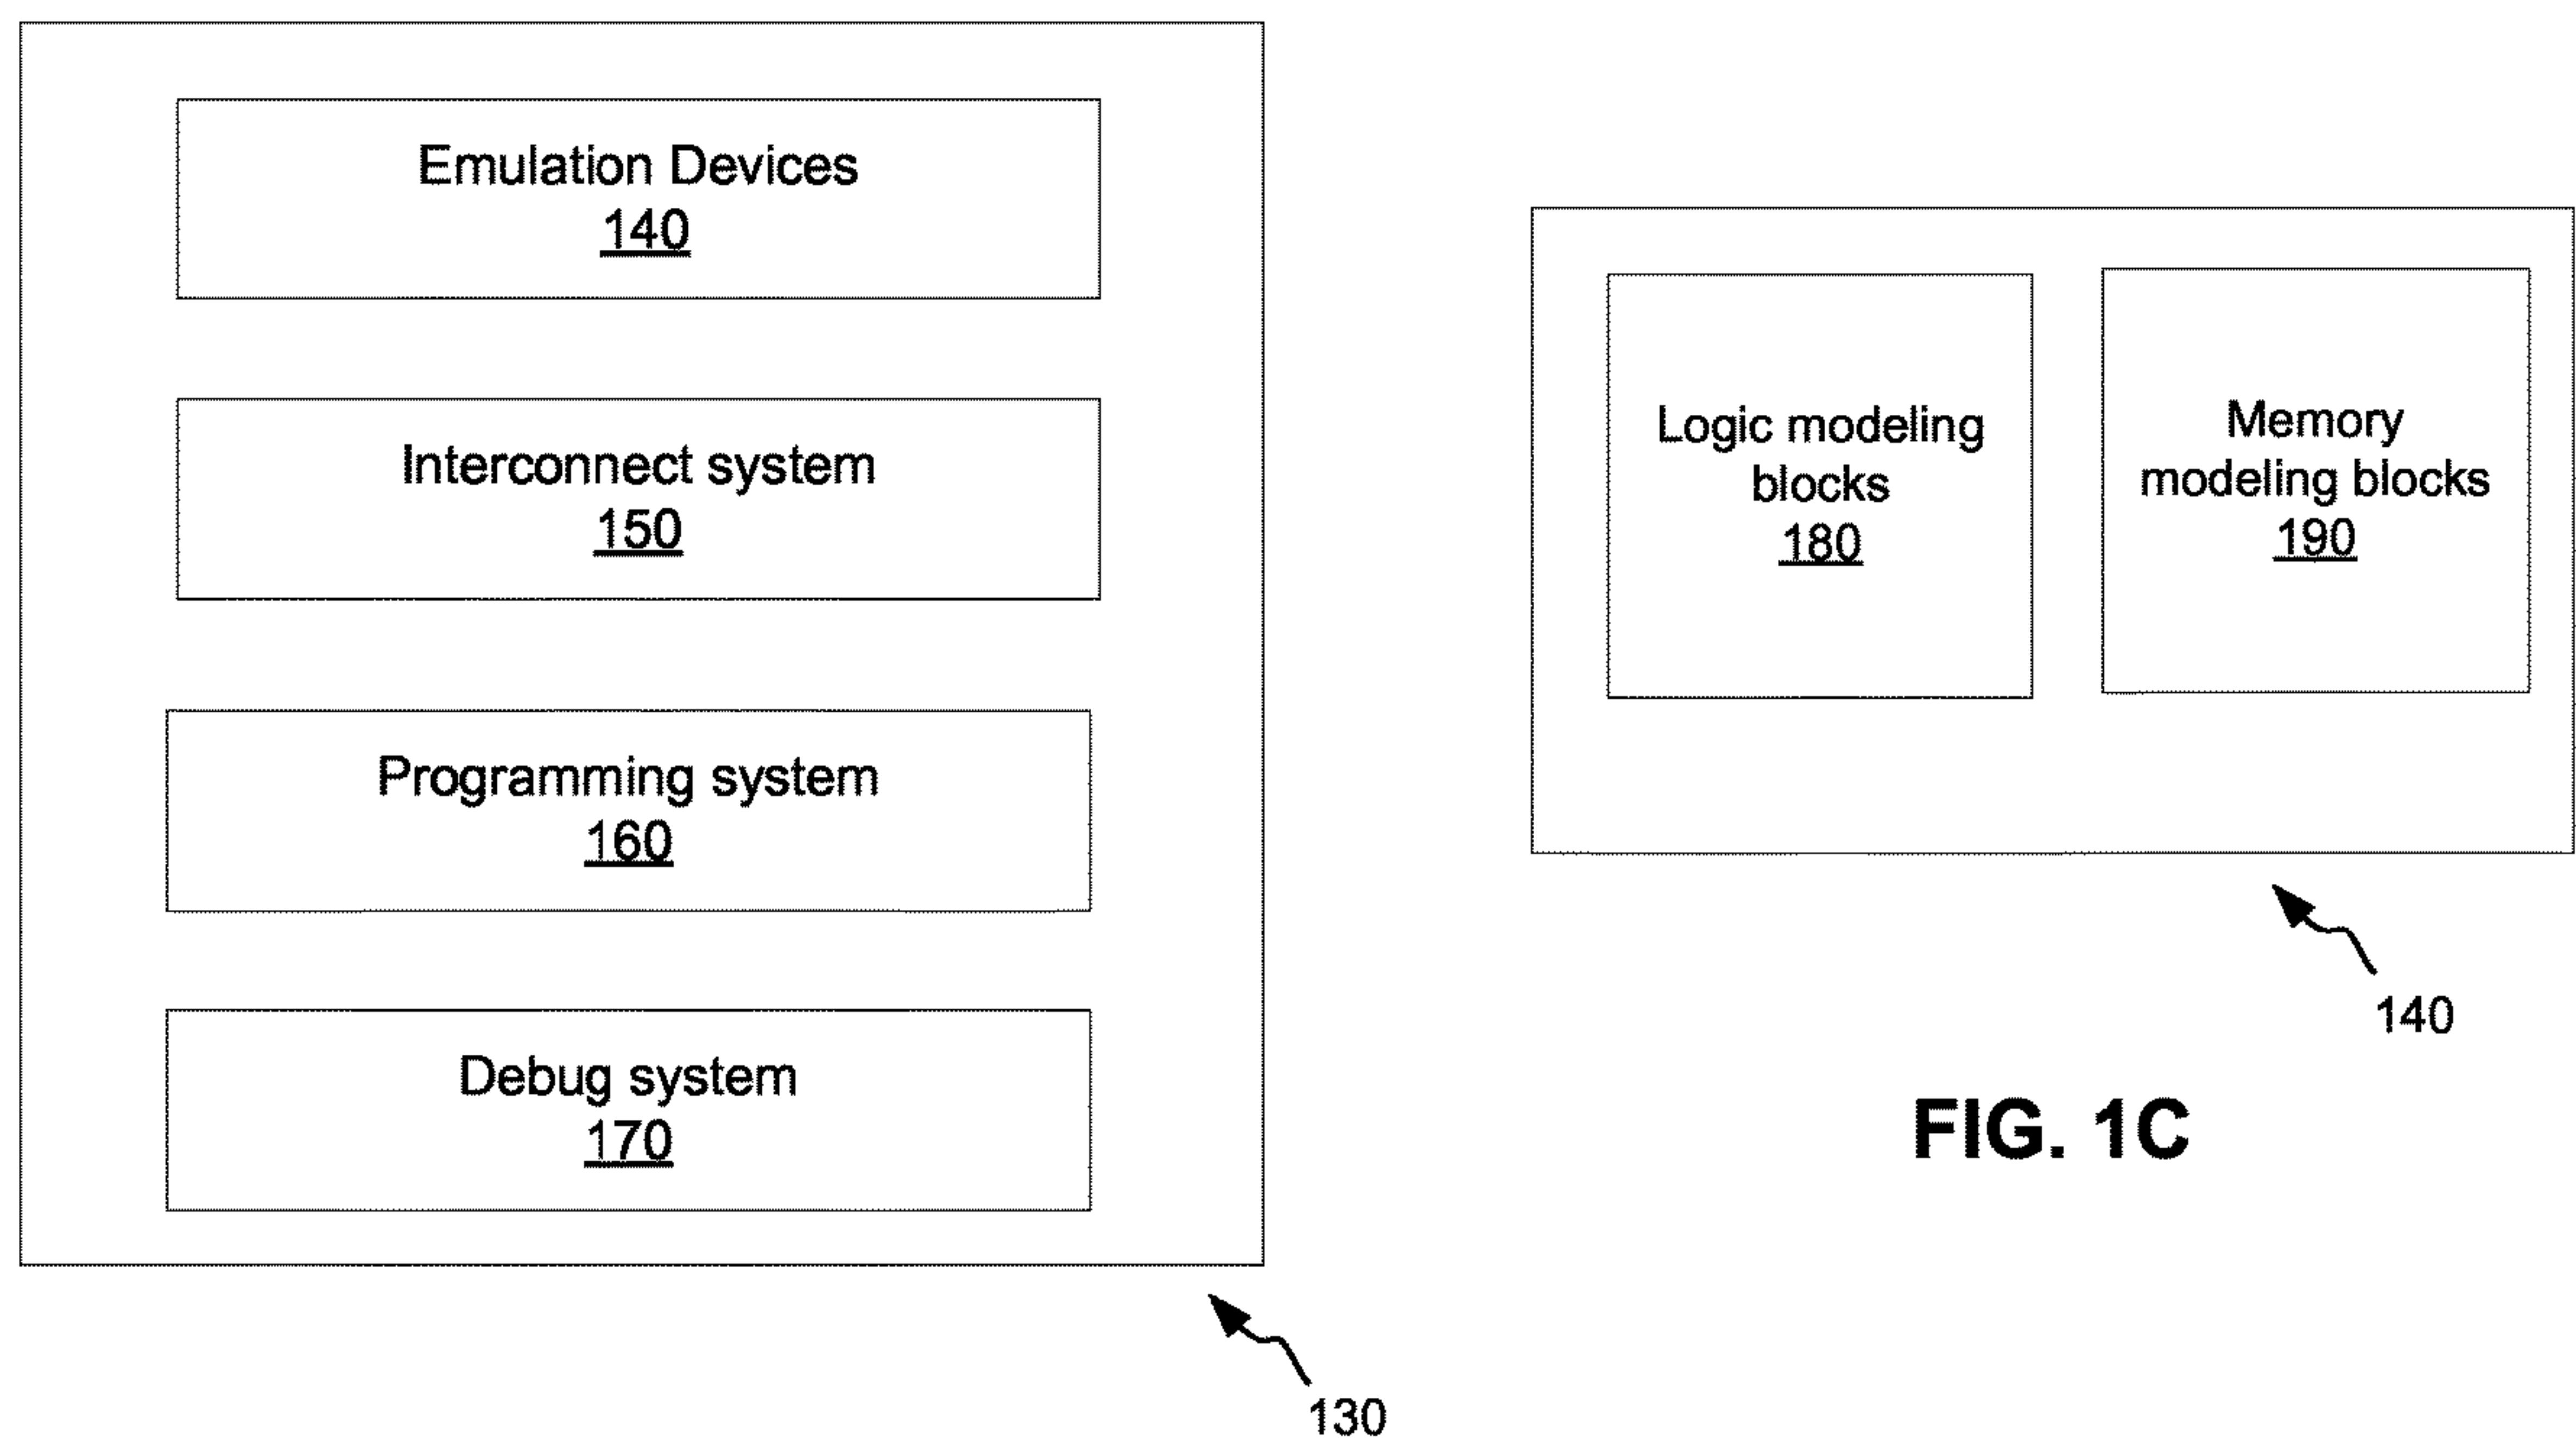 Emulation Devices
140
Interconnect system
150
Programming system
160
Debug system
170
130
Logic modeling
blocks
180
Memory
modeling blocks
190
140
FIG. 1C